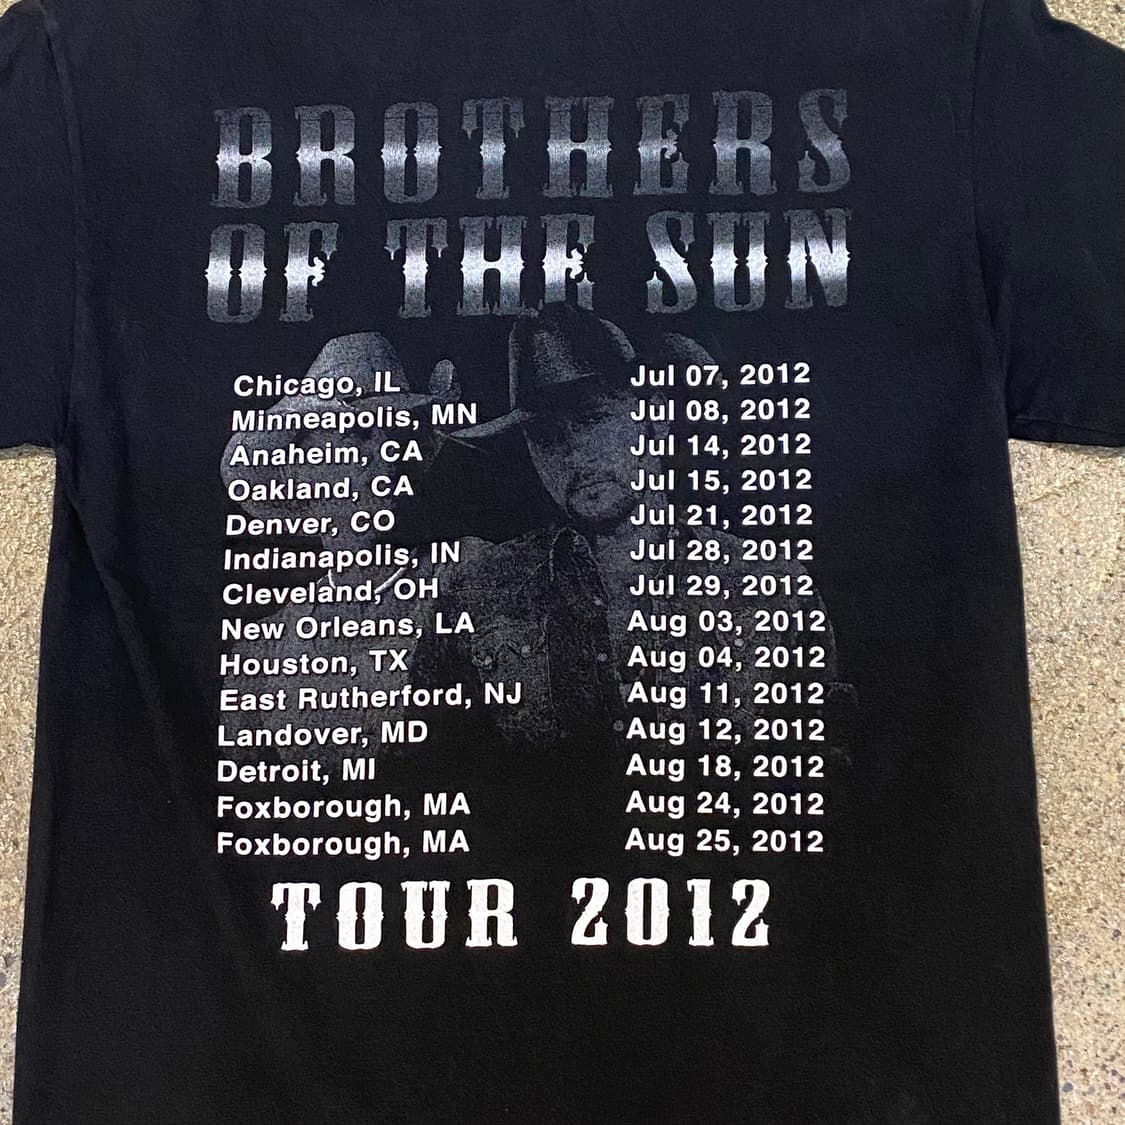 BROTHERS
OF THE SUN
Chicago, IL Jul 07, 2012
Minneapolis, MN Jul 08, 2012
Anaheim, CA Jul 14, 2012
Oakland, CA Jul 15, 2012
Denver, CO Jul 21, 2012
Indianapolis, IN Jul 28, 2012
Cleveland, OH Jul 29, 2012
New Orleans, LA Aug 03, 2012
Houston, TX Aug 04, 2012
East Rutherford, NJ Aug 11, 2012
Landover, MD Aug 12, 2012
Detroit, MI Aug 18, 2012
Foxborough, MA Aug 24, 2012
Foxborough, MA Aug 25, 2012
TOUR 2012